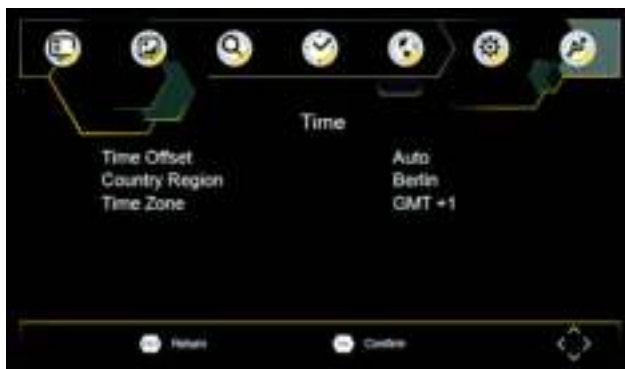 Time
Time Offset Auto
Country Region Berlin
Time Zone GMT +1
Return Confirm